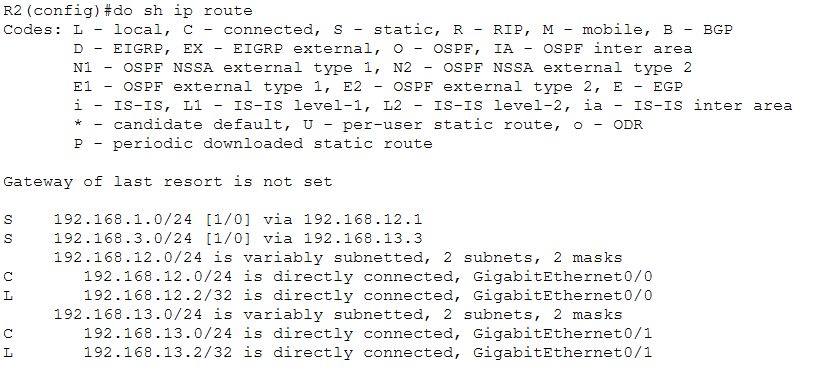 R2(config)#do sh ip route
Codes: L - local, C - connected, S - static, R - RIP, M - mobile, B - BGP
       D - EIGRP, EX - EIGRP external, O - OSPF, IA - OSPF inter area
       N1 - OSPF NSSA external type 1, N2 - OSPF NSSA external type 2
       E1 - OSPF external type 1, E2 - OSPF external type 2, E - EGP
       i - IS-IS, L1 - IS-IS level-1, L2 - IS-IS level-2, ia - IS-IS inter area
       * - candidate default, U - per-user static route, o - ODR
       P - periodic downloaded static route

Gateway of last resort is not set

S    192.168.1.0/24 [1/0] via 192.168.12.1
S    192.168.3.0/24 [1/0] via 192.168.13.3
     192.168.12.0/24 is variably subnetted, 2 subnets, 2 masks
C       192.168.12.0/24 is directly connected, GigabitEthernet0/0
L       192.168.12.2/32 is directly connected, GigabitEthernet0/0
     192.168.13.0/24 is variably subnetted, 2 subnets, 2 masks
C       192.168.13.0/24 is directly connected, GigabitEthernet0/1
L       192.168.13.2/32 is directly connected, GigabitEthernet0/1